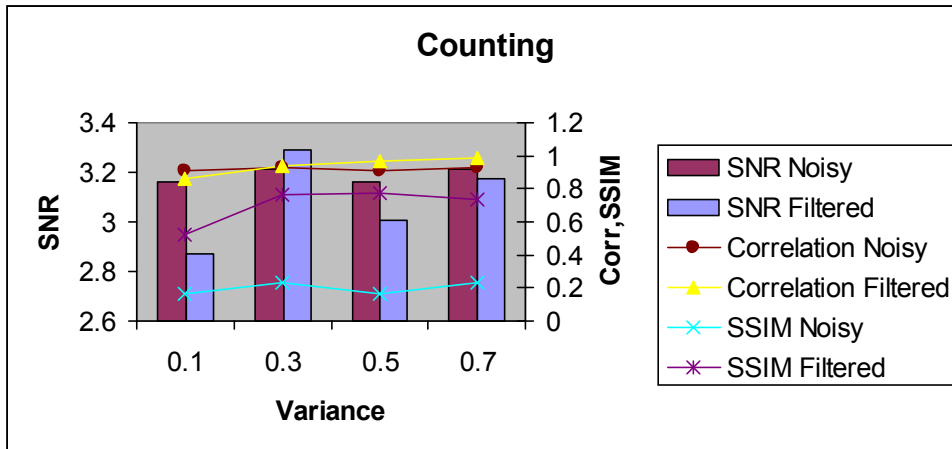 Counting
SNR
3.4
3.2
3
2.8
2.6
1.2
1
0.8
0.6
0.4
0.2
0
Corr,SSIM
0.1 0.3 0.5 0.7
Variance
SNR Noisy
SNR Filtered
Correlation Noisy
Correlation Filtered
SSIM Noisy
SSIM Filtered